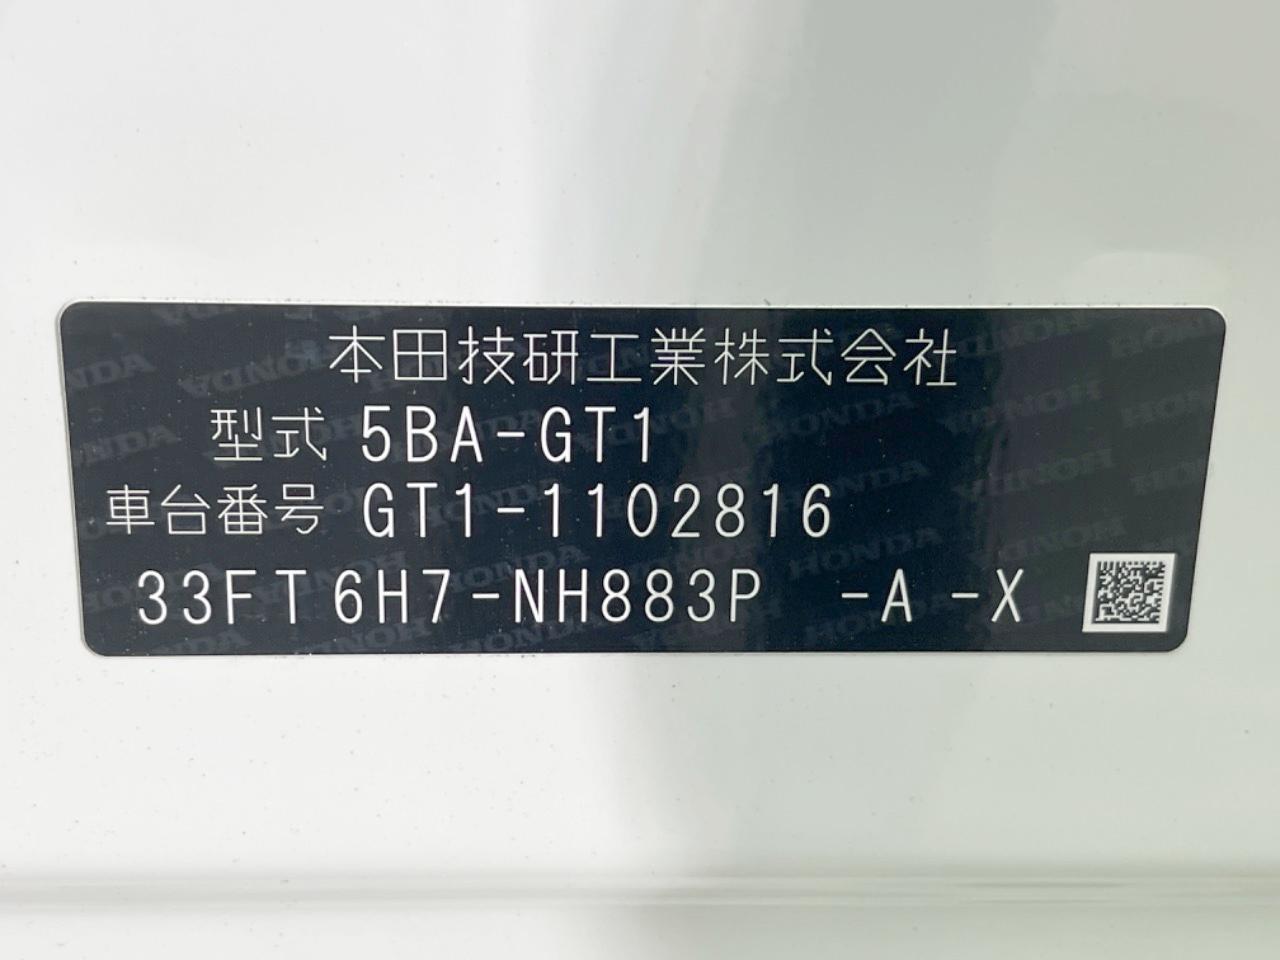 本田技研工業株式会社
型式 5BA-GT1
車台番号 GT1-1102816
33FT6H7-NH883P -A -X